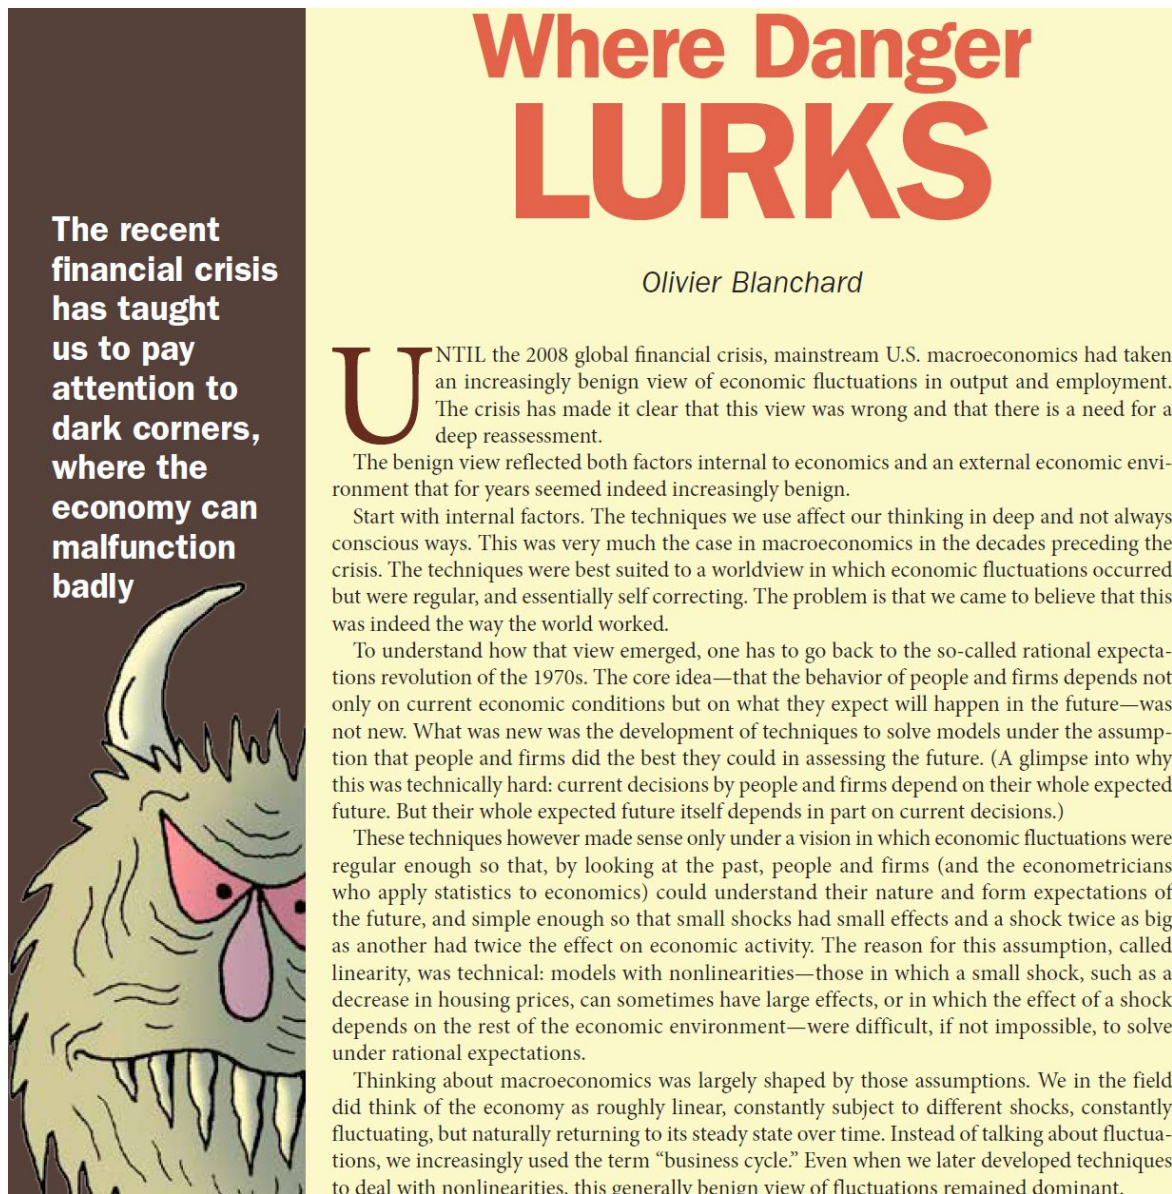 Where Danger
LURKS
The recent
financial crisis
has taught
us to pay
attention to
dark corners,
where the
economy can
malfunction
badly
Olivier Blanchard
UNTIL the 2008 global financial crisis, mainstream U.S. macroeconomics had taken
an increasingly benign view of economic fluctuations in output and employment.
The crisis has made it clear that this view was wrong and that there is a need for a
deep reassessment.
The benign view reflected both factors internal to economics and an external economic envi-
ronment that for years seemed indeed increasingly benign.
Start with internal factors. The techniques we use affect our thinking in deep and not always
conscious ways. This was very much the case in macroeconomics in the decades preceding the
crisis. The techniques were best suited to a worldview in which economic fluctuations occurred
but were regular, and essentially self correcting. The problem is that we came to believe that this
was indeed the way the world worked.
To understand how that view emerged, one has to go back to the so-called rational expecta-
tions revolution of the 1970s. The core idea—that the behavior of people and firms depends not
only on current economic conditions but on what they expect will happen in the future—was
not new. What was new was the development of techniques to solve models under the assump-
tion that people and firms did the best they could in assessing the future. (A glimpse into why
this was technically hard: current decisions by people and firms depend on their whole expected
future. But their whole expected future itself depends in part on current decisions.)
These techniques however made sense only under a vision in which economic fluctuations were
regular enough so that, by looking at the past, people and firms (and the econometricians
who apply statistics to economics) could understand their nature and form expectations of
the future, and simple enough so that small shocks had small effects and a shock twice as big
as another had twice the effect on economic activity. The reason for this assumption, called
linearity, was technical: models with nonlinearities—those in which a small shock, such as a
decrease in housing prices, can sometimes have large effects, or in which the effect of a shock
depends on the rest of the economic environment—were difficult, if not impossible, to solve
under rational expectations.
Thinking about macroeconomics was largely shaped by those assumptions. We in the field
did think of the economy as roughly linear, constantly subject to different shocks, constantly
fluctuating, but naturally returning to its steady state over time. Instead of talking about fluctua-
tions, we increasingly used the term “business cycle.” Even when we later developed techniques
to deal with nonlinearities, this generally benign view of fluctuations remained dominant.